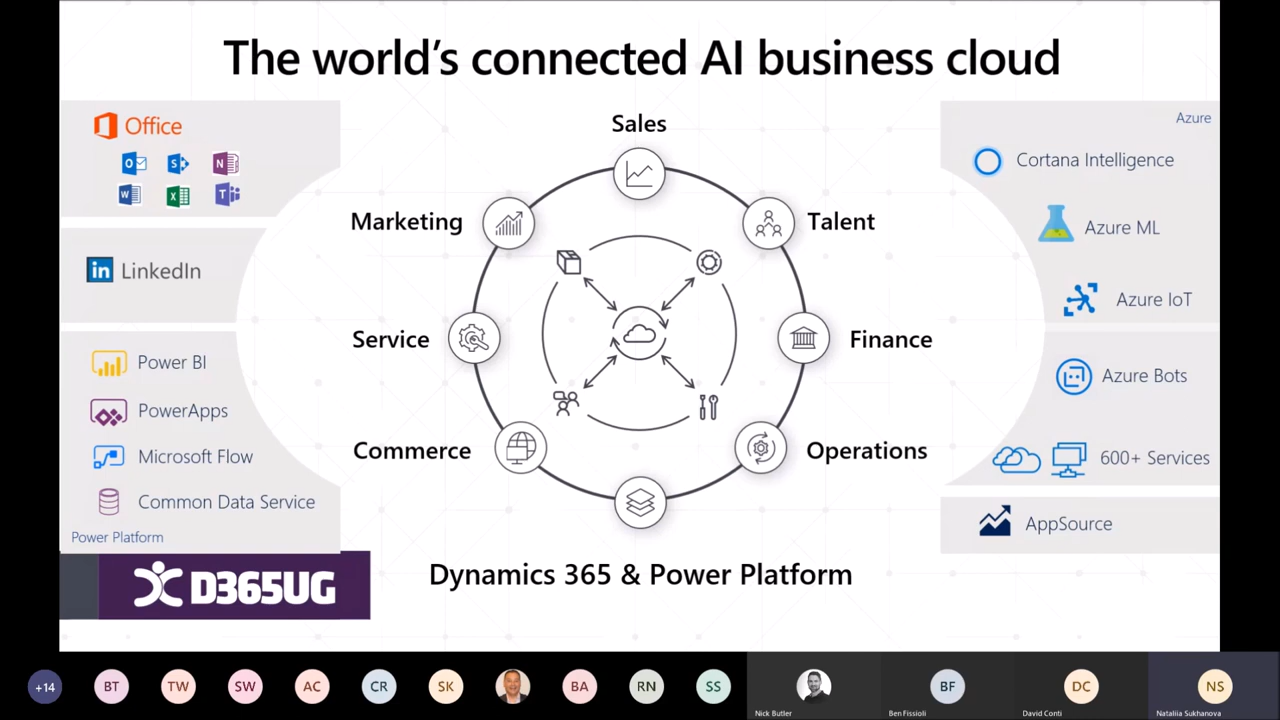 The world's connected AI business cloud
Office
LinkedIn
Power BI
PowerApps
Microsoft Flow
Common Data Service
Power Platform
D365UG
Sales
Marketing
Talent
Service
Finance
Commerce
Operations
Dynamics 365 & Power Platform
Azure
Cortana Intelligence
Azure ML
Azure IoT
Azure Bots
600+ Services
AppSource
+14
BT
TW
SW
AC
CR
SK
BA
RN
SS
Nick Butler
BF
Ben Fissioli
DC
David Conti
NS
Nataliia Sukhanova